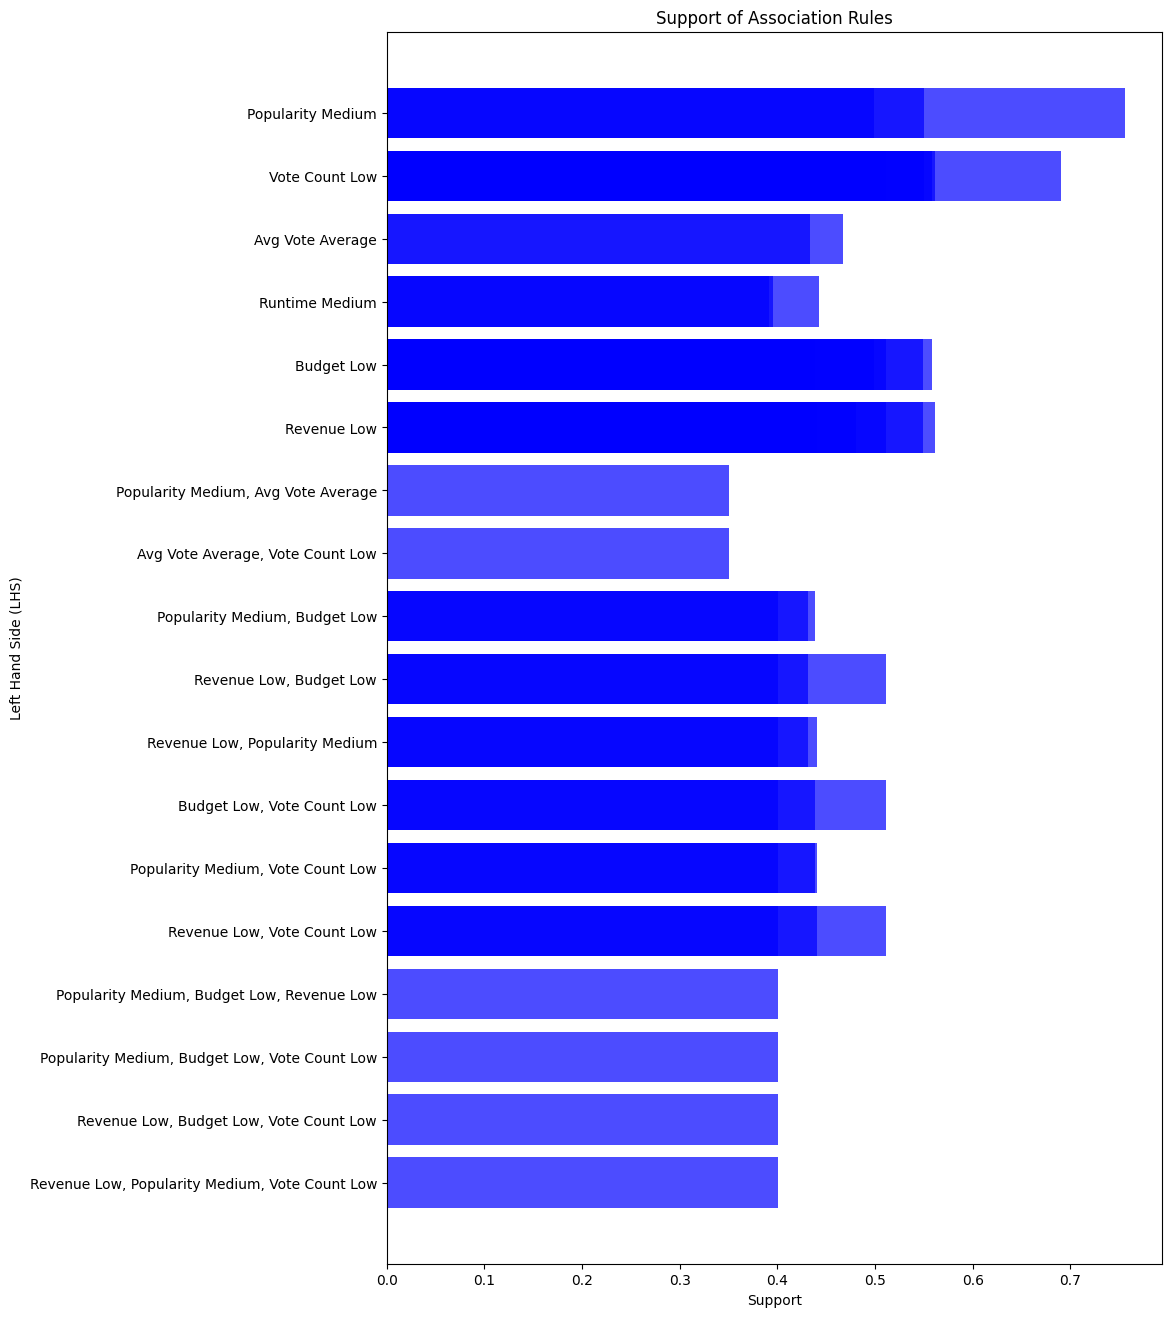 Support of Association Rules
Popularity Medium
Vote Count Low
Avg Vote Average
Runtime Medium
Budget Low
Revenue Low
Popularity Medium, Avg Vote Average
Avg Vote Average, Vote Count Low
Popularity Medium, Budget Low
Revenue Low, Budget Low
Revenue Low, Popularity Medium
Budget Low, Vote Count Low
Popularity Medium, Vote Count Low
Revenue Low, Vote Count Low
Popularity Medium, Budget Low, Revenue Low
Popularity Medium, Budget Low, Vote Count Low
Revenue Low, Budget Low, Vote Count Low
Revenue Low, Popularity Medium, Vote Count Low
Left Hand Side (LHS)
0.0 0.1 0.2 0.3 0.4 0.5 0.6 0.7
Support